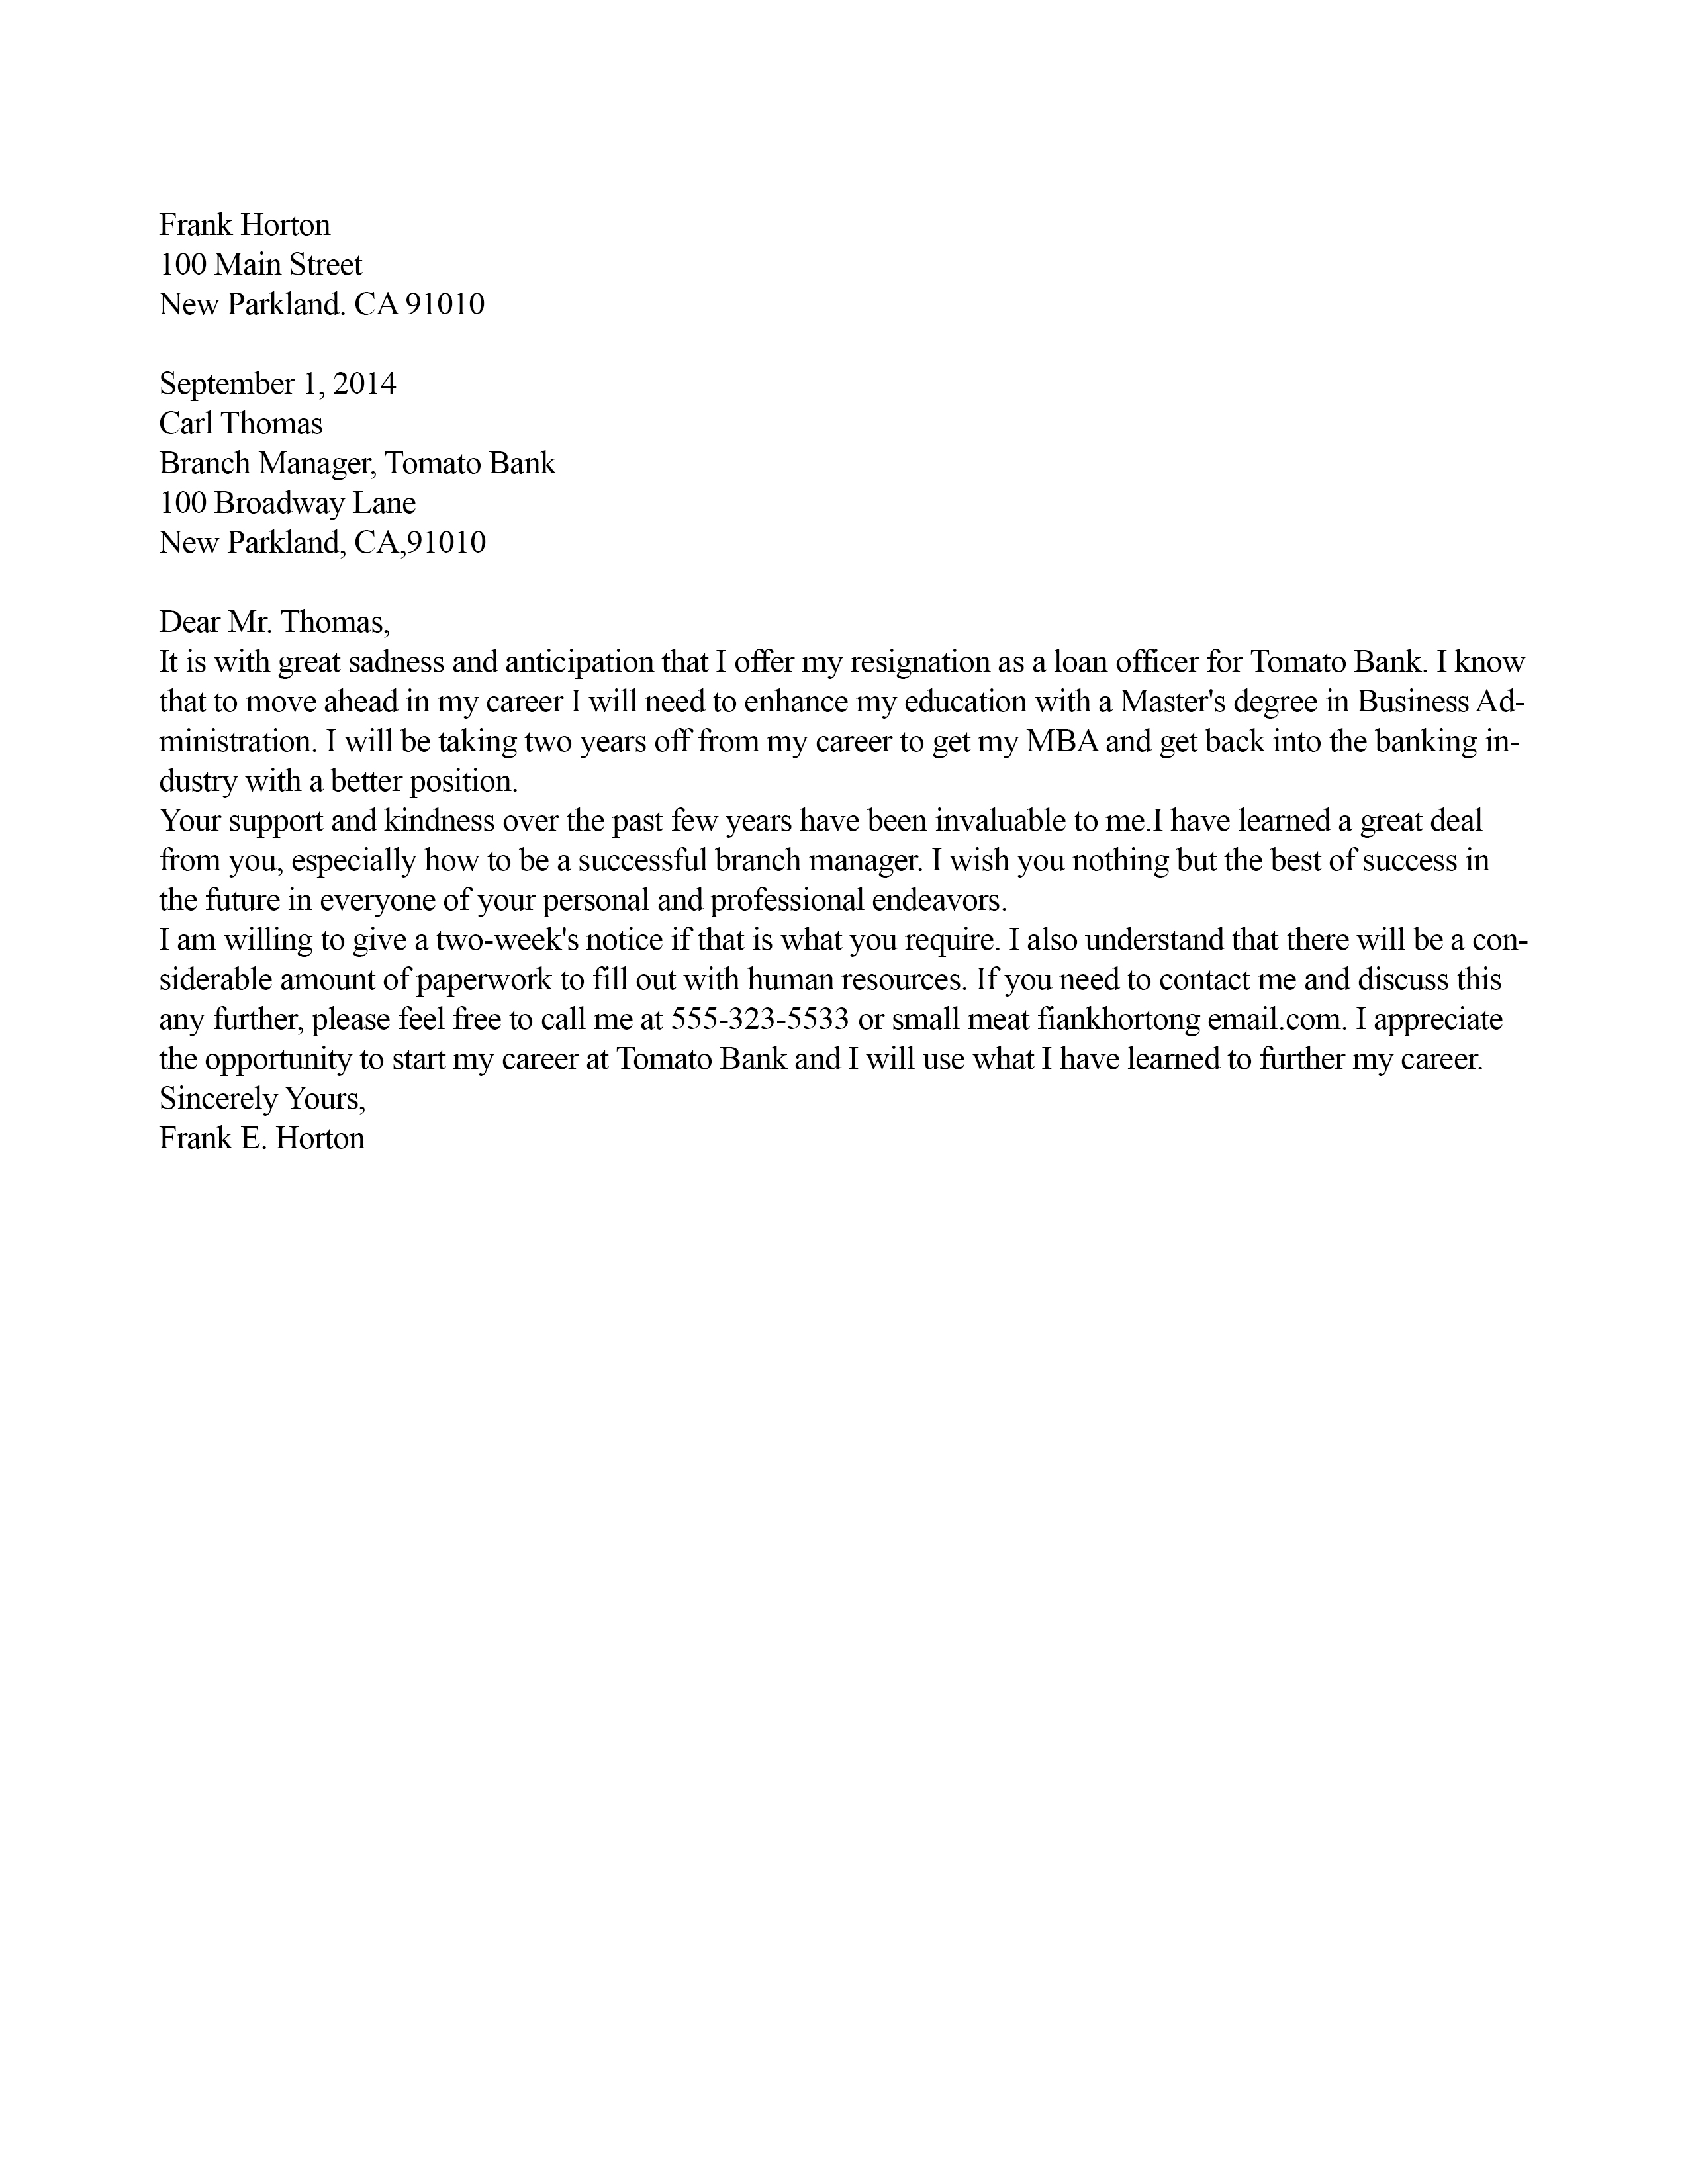 Frank Horton
100 Main Street
New Parkland. CA 91010
September 1, 2014
Carl Thomas
Branch Manager, Tomato Bank
100 Broadway Lane
New Parkland, CA,91010
Dear Mr. Thomas,
It is with great sadness and anticipation that I offer my resignation as a loan officer for Tomato Bank. I know
that to move ahead in my career I will need to enhance my education with a Master's degree in Business Ad-
ministration. I will be taking two years off from my career to get my MBA and get back into the banking in-
dustry with a better position.
Your support and kindness over the past few years have been invaluable to me.I have learned a great deal
from you, especially how to be a successful branch manager. I wish you nothing but the best of success in
the future in everyone of your personal and professional endeavors.
I am willing to give a two-week's notice if that is what you require. I also understand that there will be a con-
siderable amount of paperwork to fill out with human resources. If you need to contact me and discuss this
any further, please feel free to call me at 555-323-5533 or small meat fiankhortong email.com. I appreciate
the opportunity to start my career at Tomato Bank and I will use what I have learned to further my career.
Sincerely Yours,
Frank E. Horton